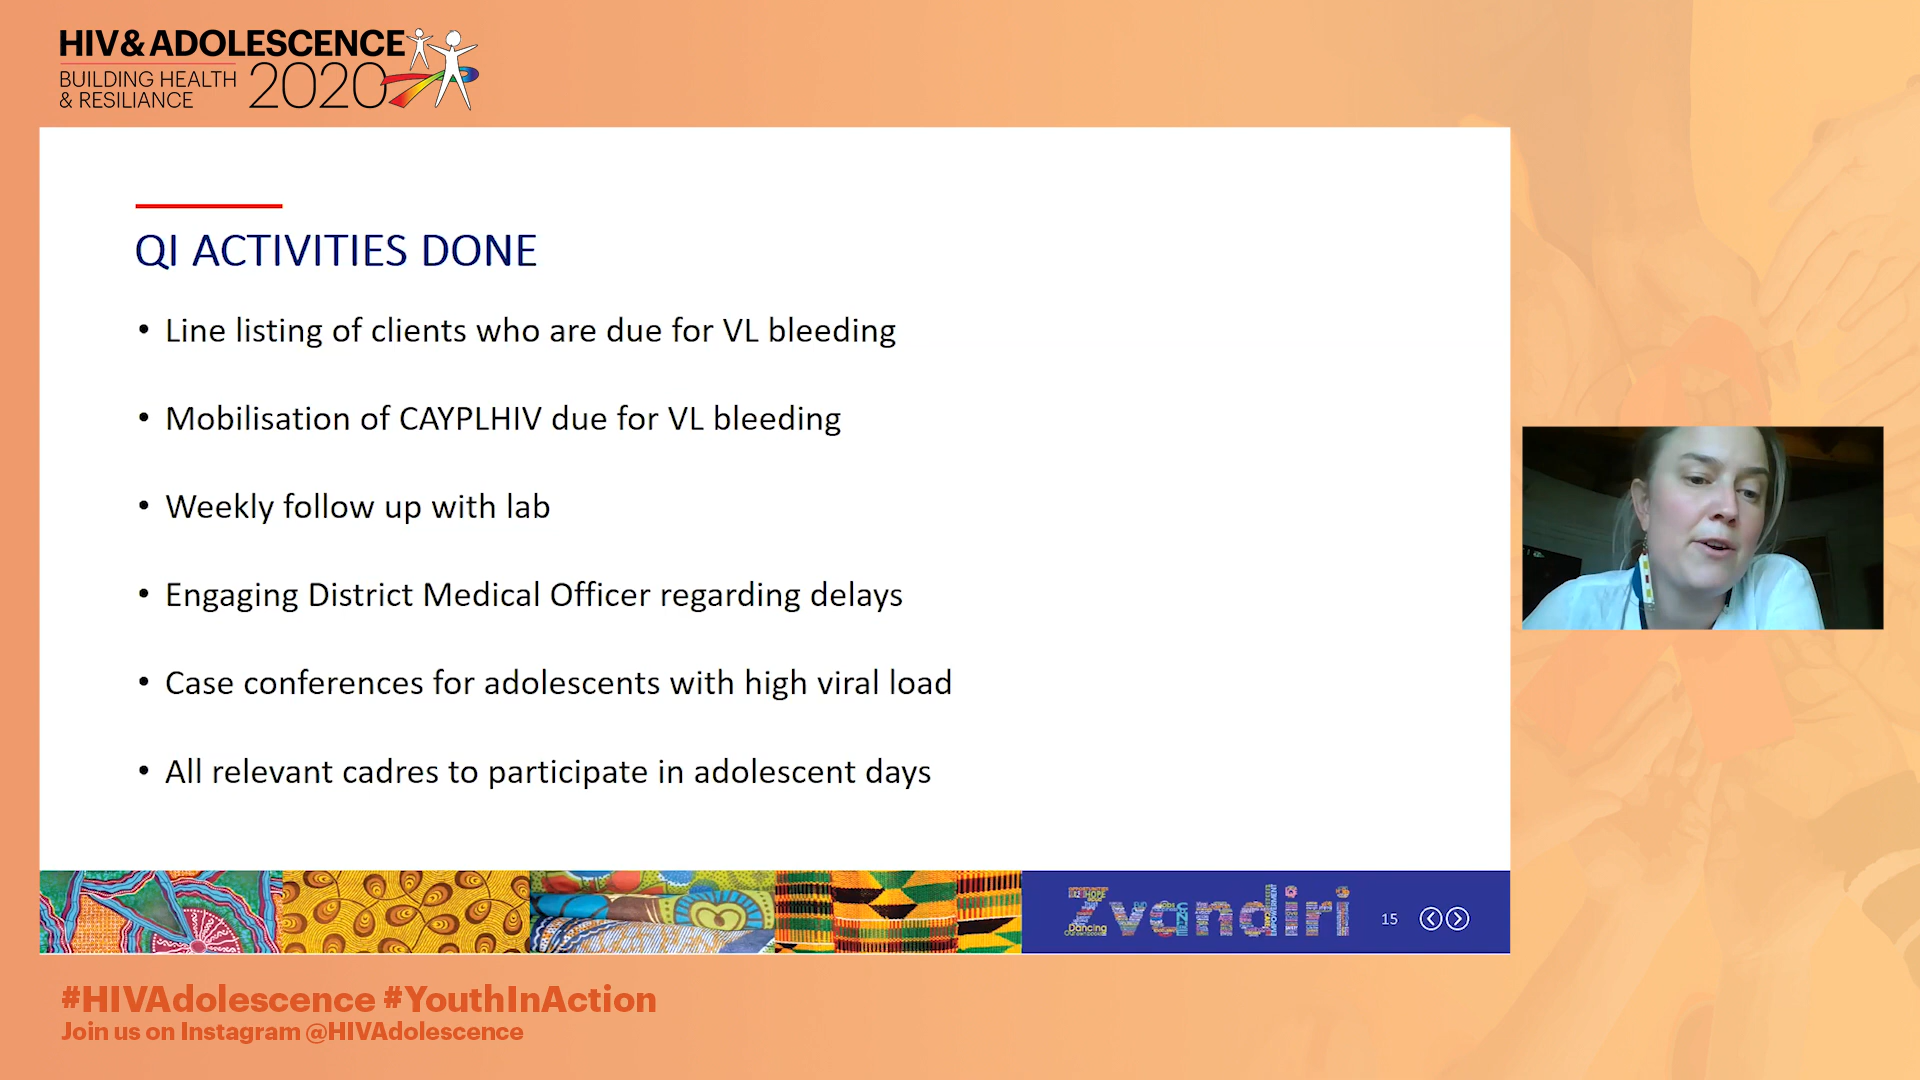 HIV & ADOLESCENCE
BUILDING HEALTH
& RESILIANCE
2020
QI ACTIVITIES DONE
• Line listing of clients who are due for VL bleeding
• Mobilisation of CAYPLHIV due for VL bleeding
• Weekly follow up with lab
• Engaging District Medical Officer regarding delays
• Case conferences for adolescents with high viral load
• All relevant cadres to participate in adolescent days
Zvandiri
15
#HIVAdolescence #YouthInAction
Join us on Instagram @HIVAdolescence